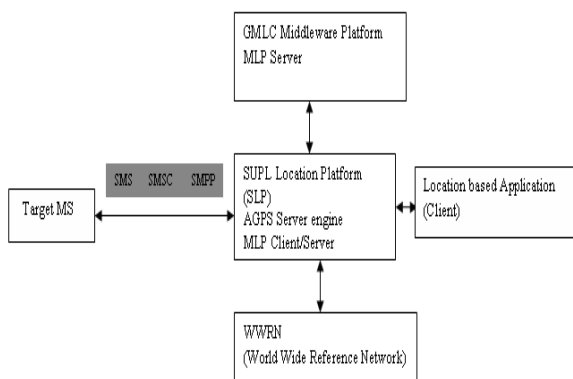 GMLC Middleware Platform
MLP Server
SMS SMSC SMPP
Target MS
SUPL Location Platform
(SLP)
AGPS Server engine
MLP Client/Server
Location based Application
(Client)
WWRN
(World Wide Reference Network)